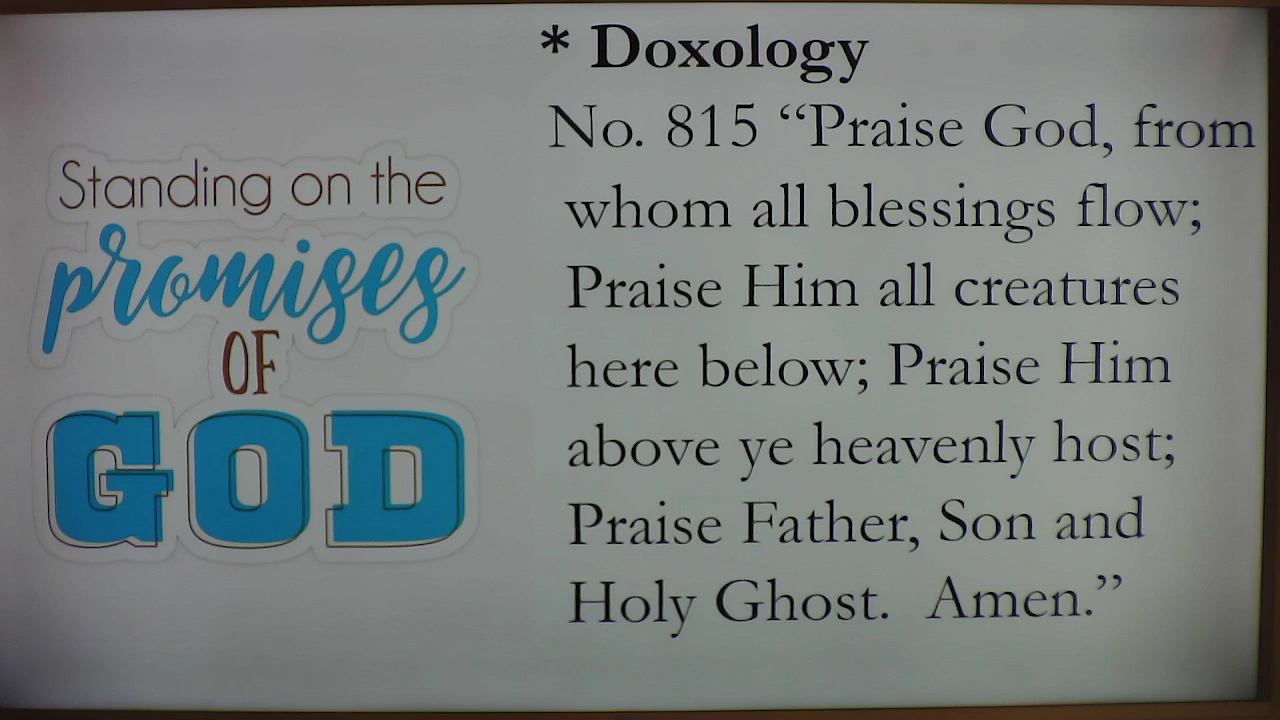 Standing on the
promises
OF
GOD
* Doxology
No. 815 “Praise God, from
whom all blessings flow;
Praise Him all creatures
here below; Praise Him
above ye heavenly host;
Praise Father, Son and
Holy Ghost.  Amen.”